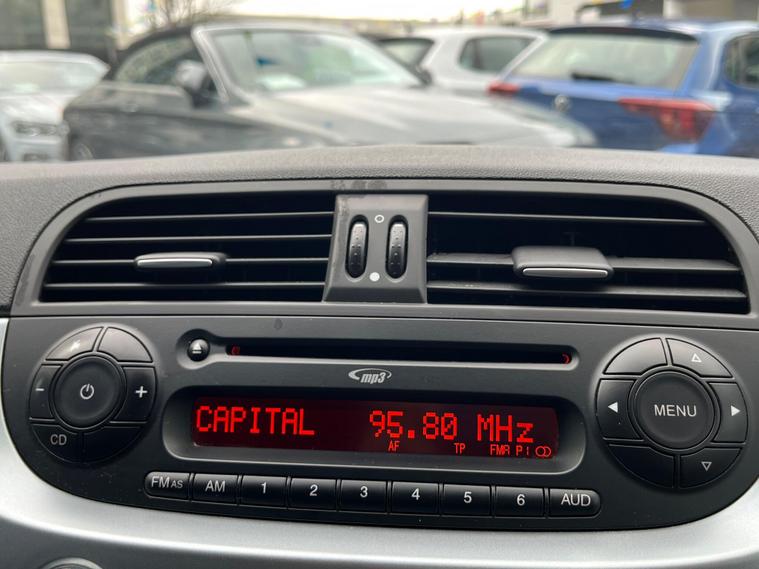 mp3
MENU
CAPITAL 95.80 MHz
AF TP FMA P1
- +
CD
FM AS AM 1 2 3 4 5 6 AUD